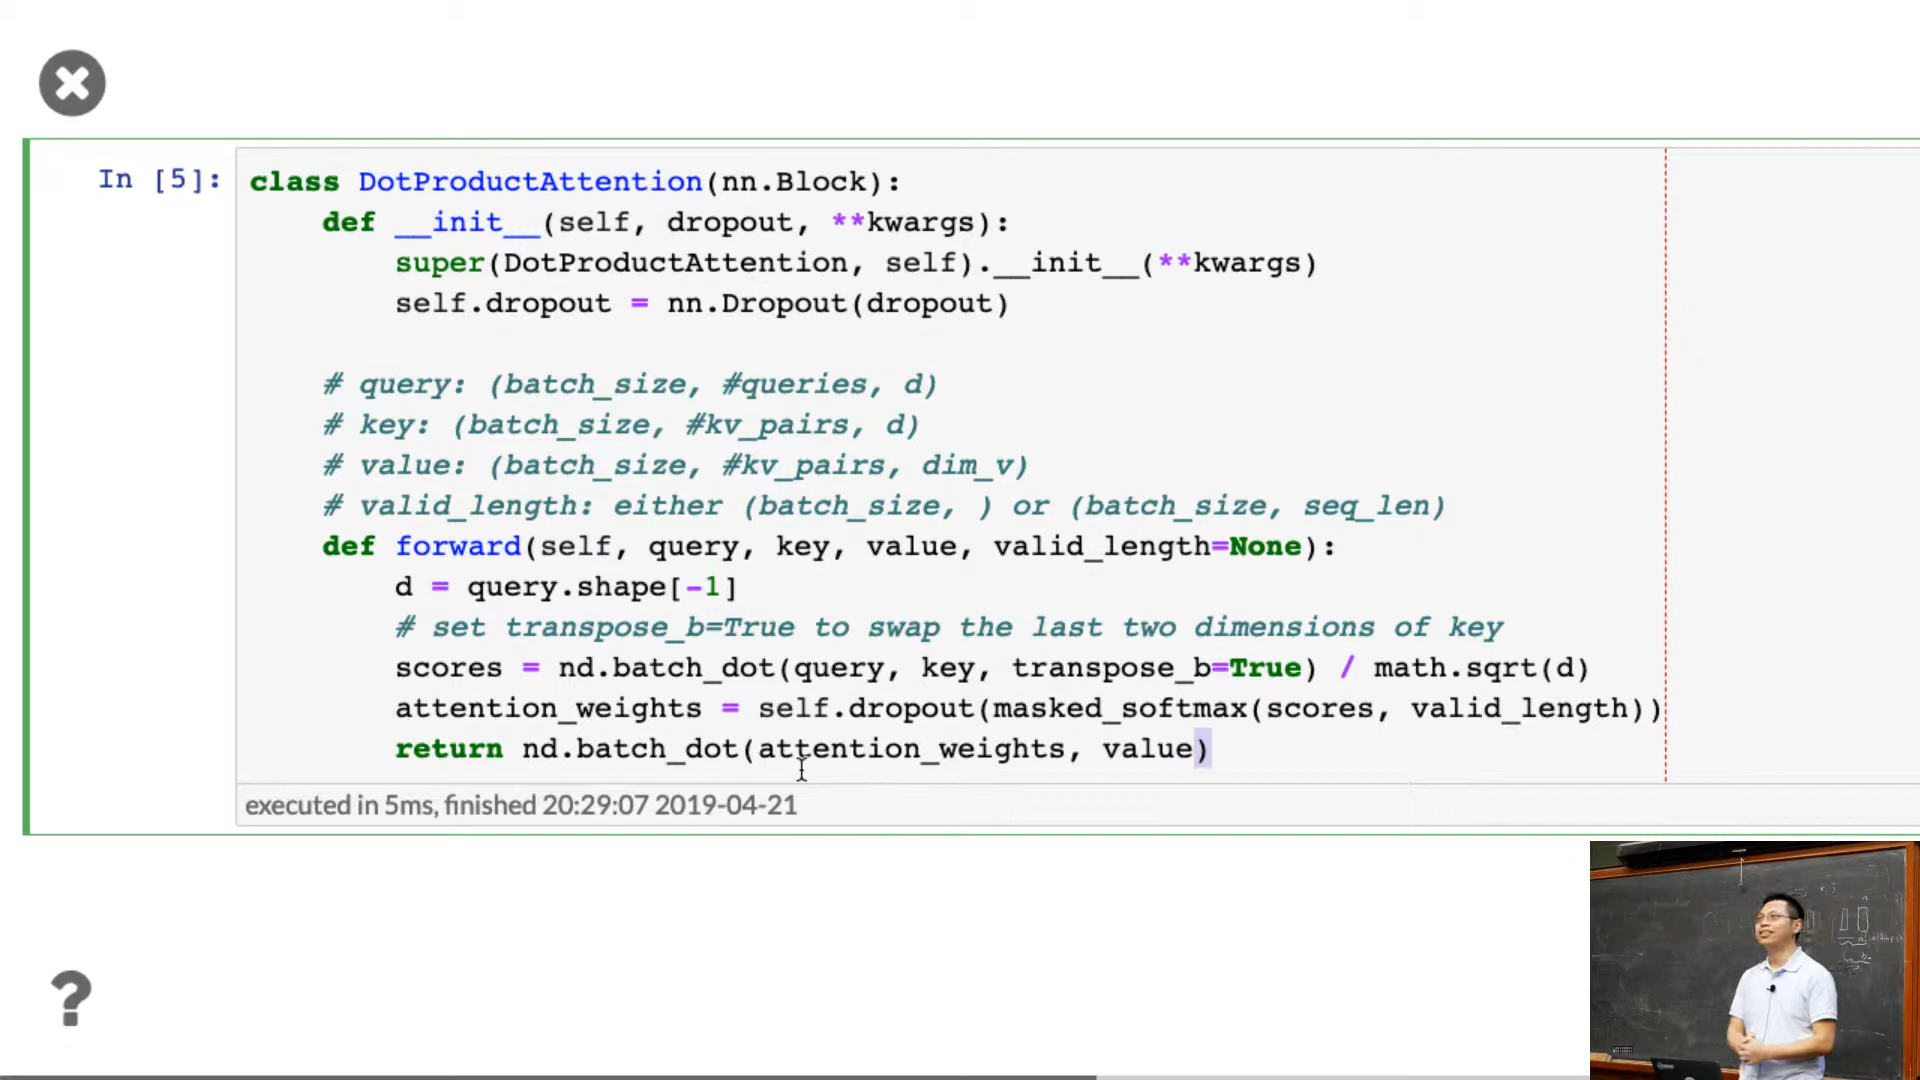 In [5]:
class DotProductAttention(nn.Block):
    def __init__(self, dropout, **kwargs):
        super(DotProductAttention, self).__init__(**kwargs)
        self.dropout = nn.Dropout(dropout)
    # query: (batch_size, #queries, d)
    # key: (batch_size, #kv_pairs, d)
    # value: (batch_size, #kv_pairs, dim_v)
    # valid_length: either (batch_size, ) or (batch_size, seq_len)
    def forward(self, query, key, value, valid_length=None):
        d = query.shape[-1]
        # set transpose_b=True to swap the last two dimensions of key
        scores = nd.batch_dot(query, key, transpose_b=True) / math.sqrt(d)
        attention_weights = self.dropout(masked_softmax(scores, valid_length))
        return nd.batch_dot(attention_weights, value)
executed in 5ms, finished 20:29:07 2019-04-21
?